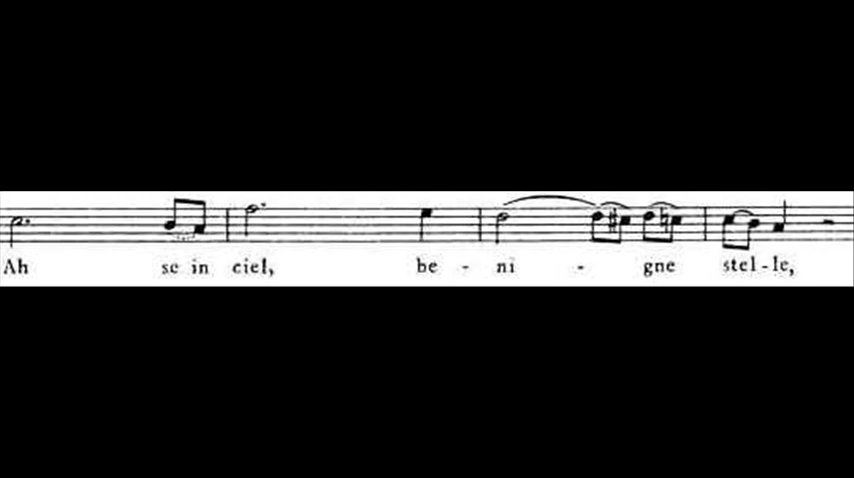 Ah se in ciel, be - ni - gne stel - le,